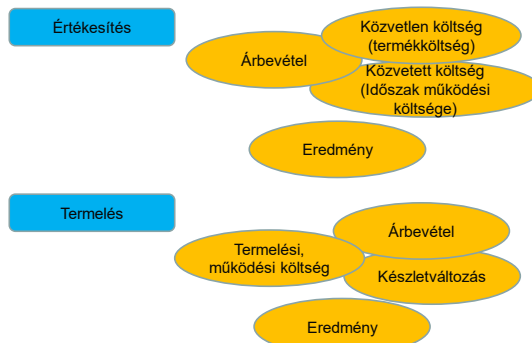 Értékesítés
Közvetlen költség
(termékköltség)
Árbevétel
Közvetett költség
(Időszak működési
költsége)
Eredmény
Termelés
Árbevétel
Termelési,
működési költség
Készletváltozás
Eredmény